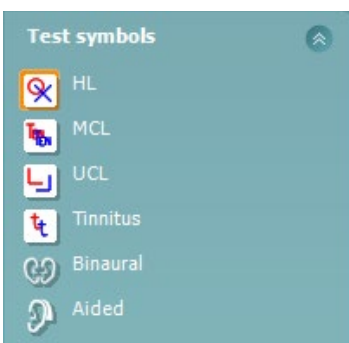 Test symbols
HL
MCL
UCL
Tinnitus
Binaural
Aided